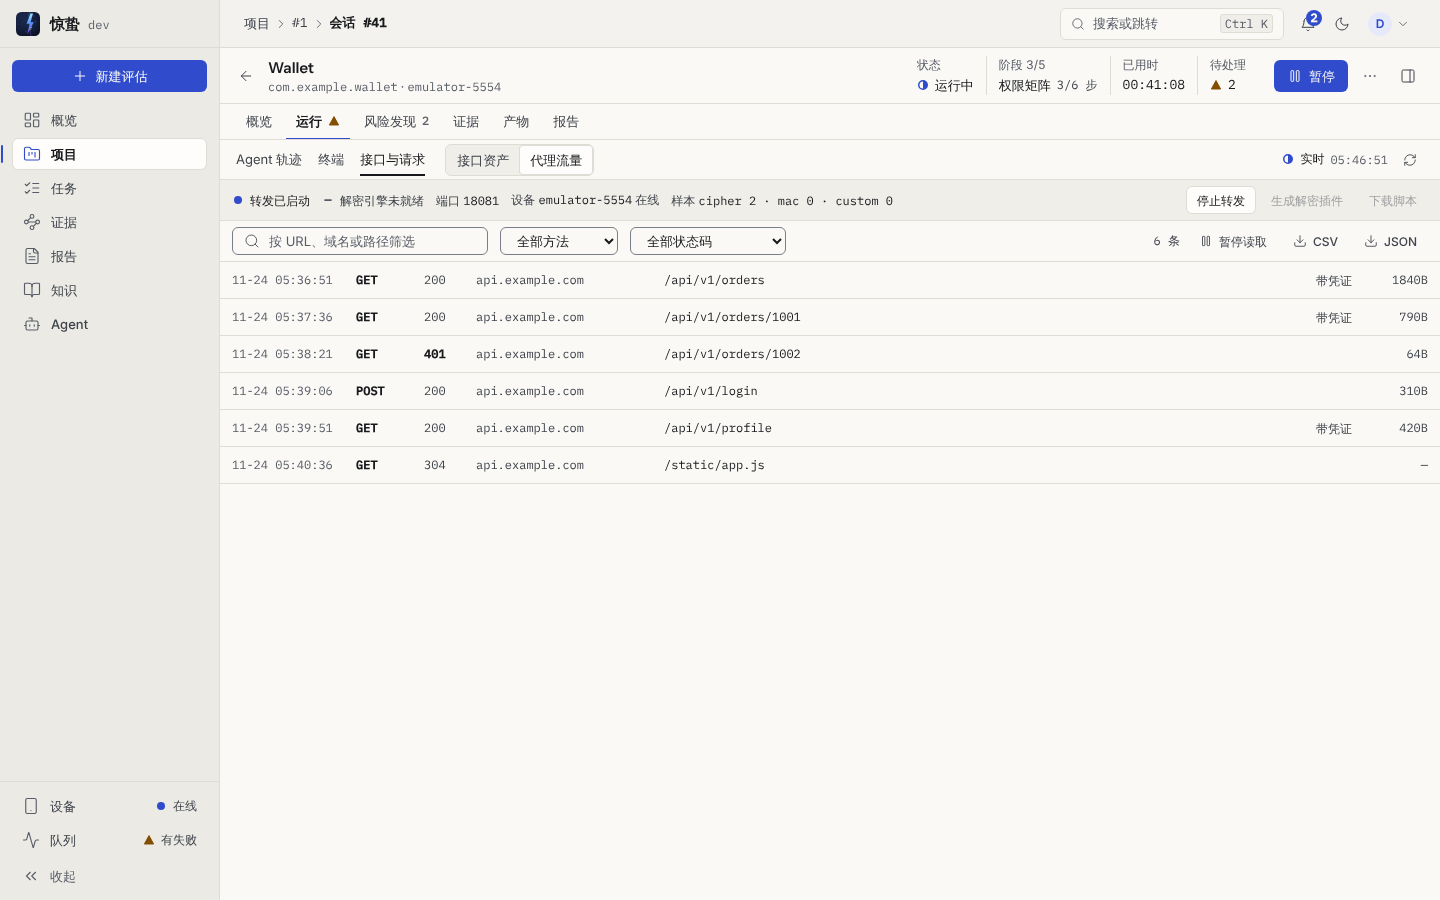 惊蛰 dev
新建评估
概览
项目
任务
证据
报告
知识
Agent
设备 在线
队列 有失败
收起
项目 #1 会话 #41
搜索或跳转 Ctrl K
2
D
Wallet
com.example.wallet·emulator-5554
状态
运行中
阶段 3/5
权限矩阵 3/6 步
已用时
00:41:08
待处理
2
暂停
概览 运行 风险发现 2 证据 产物 报告
Agent 轨迹 终端 接口与请求 接口资产 代理流量
实时 05:46:51
转发已启动 — 解密引擎未就绪 端口 18081 设备 emulator-5554 在线 样本 cipher 2 · mac 0 · custom 0
停止转发 生成解密插件 下载脚本
按 URL、域名或路径筛选 全部方法 全部状态码
6 条 暂停读取 CSV JSON
11-24 05:36:51 GET 200 api.example.com /api/v1/orders 带凭证 1840B
11-24 05:37:36 GET 200 api.example.com /api/v1/orders/1001 带凭证 790B
11-24 05:38:21 GET 401 api.example.com /api/v1/orders/1002 64B
11-24 05:39:06 POST 200 api.example.com /api/v1/login 310B
11-24 05:39:51 GET 200 api.example.com /api/v1/profile 带凭证 420B
11-24 05:40:36 GET 304 api.example.com /static/app.js —